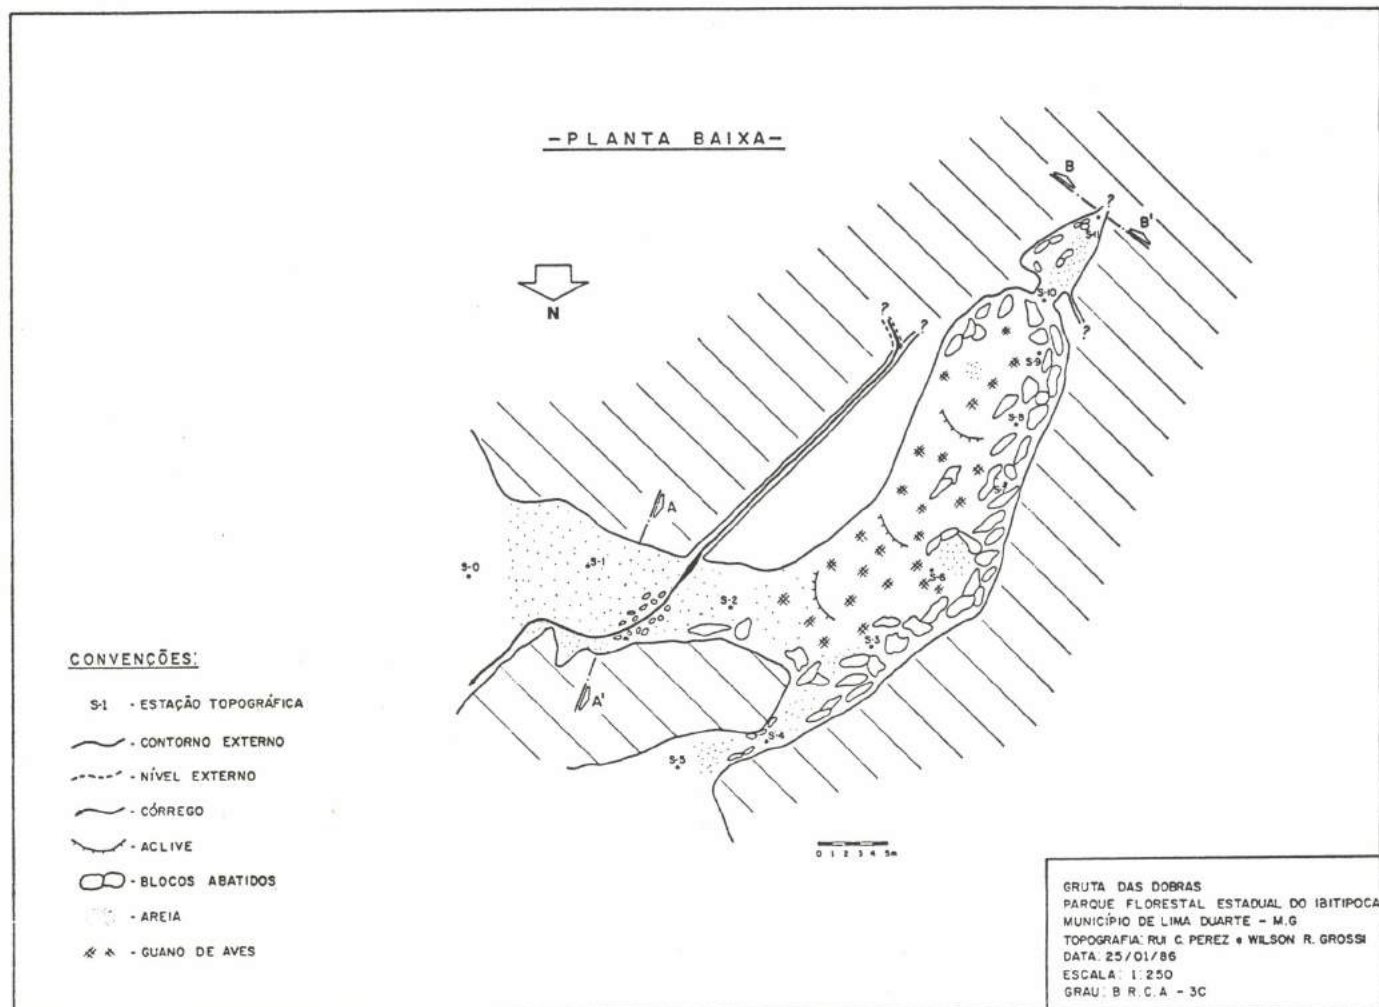 -PLANTA BAIXA-
B
?
B'
S-11
S-10
?
?
?
N
S-9
S-8
S-7
A
S-0
S-1
S-6
S-2
S-3
A'
S-4
S-5
CONVENÇÕES:
S-1 - ESTAÇÃO TOPOGRÁFICA
- CONTORNO EXTERNO
- NÍVEL EXTERNO
- CÓRREGO
- ACLIVE
- BLOCOS ABATIDOS
- AREIA
- GUANO DE AVES
0 1 2 3 4 5m
GRUTA DAS DOBRAS
PARQUE FLORESTAL ESTADUAL DO IBITIPOCA
MUNICÍPIO DE LIMA DUARTE - M.G
TOPOGRAFIA: RUI C. PEREZ e WILSON R. GROSSI
DATA: 25/01/86
ESCALA: 1:250
GRAU: B R.C.A - 3C